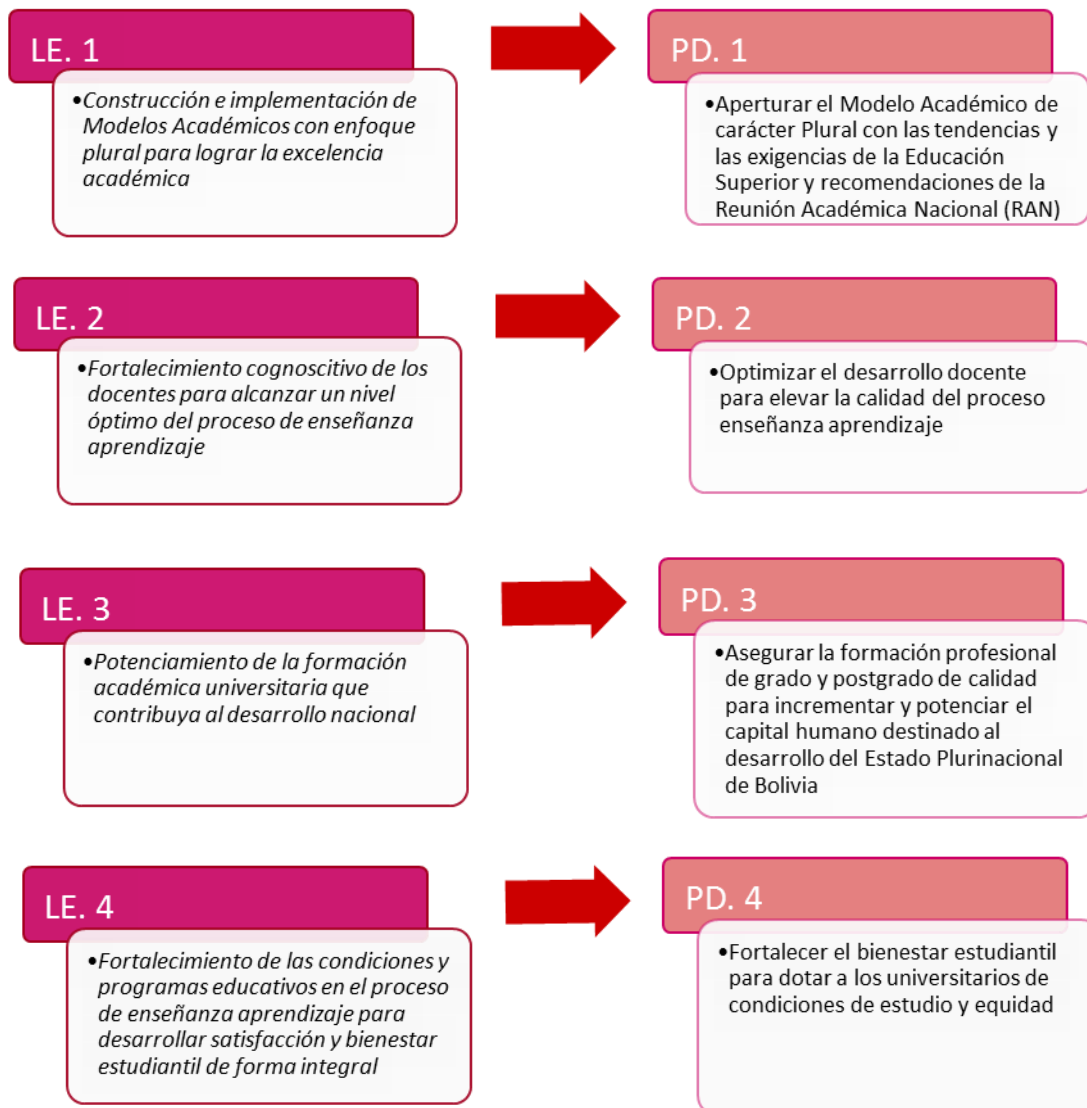 LE. 1
•Construcción e implementación de
Modelos Académicos con enfoque
plural para lograr la excelencia
académica
PD. 1
•Aperturar el Modelo Académico de
carácter Plural con las tendencias y
las exigencias de la Educación
Superior y recomendaciones de la
Reunión Académica Nacional (RAN)
LE. 2
•Fortalecimiento cognoscitivo de los
docentes para alcanzar un nivel
óptimo del proceso de enseñanza
aprendizaje
PD. 2
•Optimizar el desarrollo docente
para elevar la calidad del proceso
enseñanza aprendizaje
LE. 3
•Potenciamiento de la formación
académica universitaria que
contribuya al desarrollo nacional
PD. 3
•Asegurar la formación profesional
de grado y postgrado de calidad
para incrementar y potenciar el
capital humano destinado al
desarrollo del Estado Plurinacional
de Bolivia
LE. 4
•Fortalecimiento de las condiciones y
programas educativos en el proceso
de enseñanza aprendizaje para
desarrollar satisfacción y bienestar
estudiantil de forma integral
PD. 4
•Fortalecer el bienestar estudiantil
para dotar a los universitarios de
condiciones de estudio y equidad